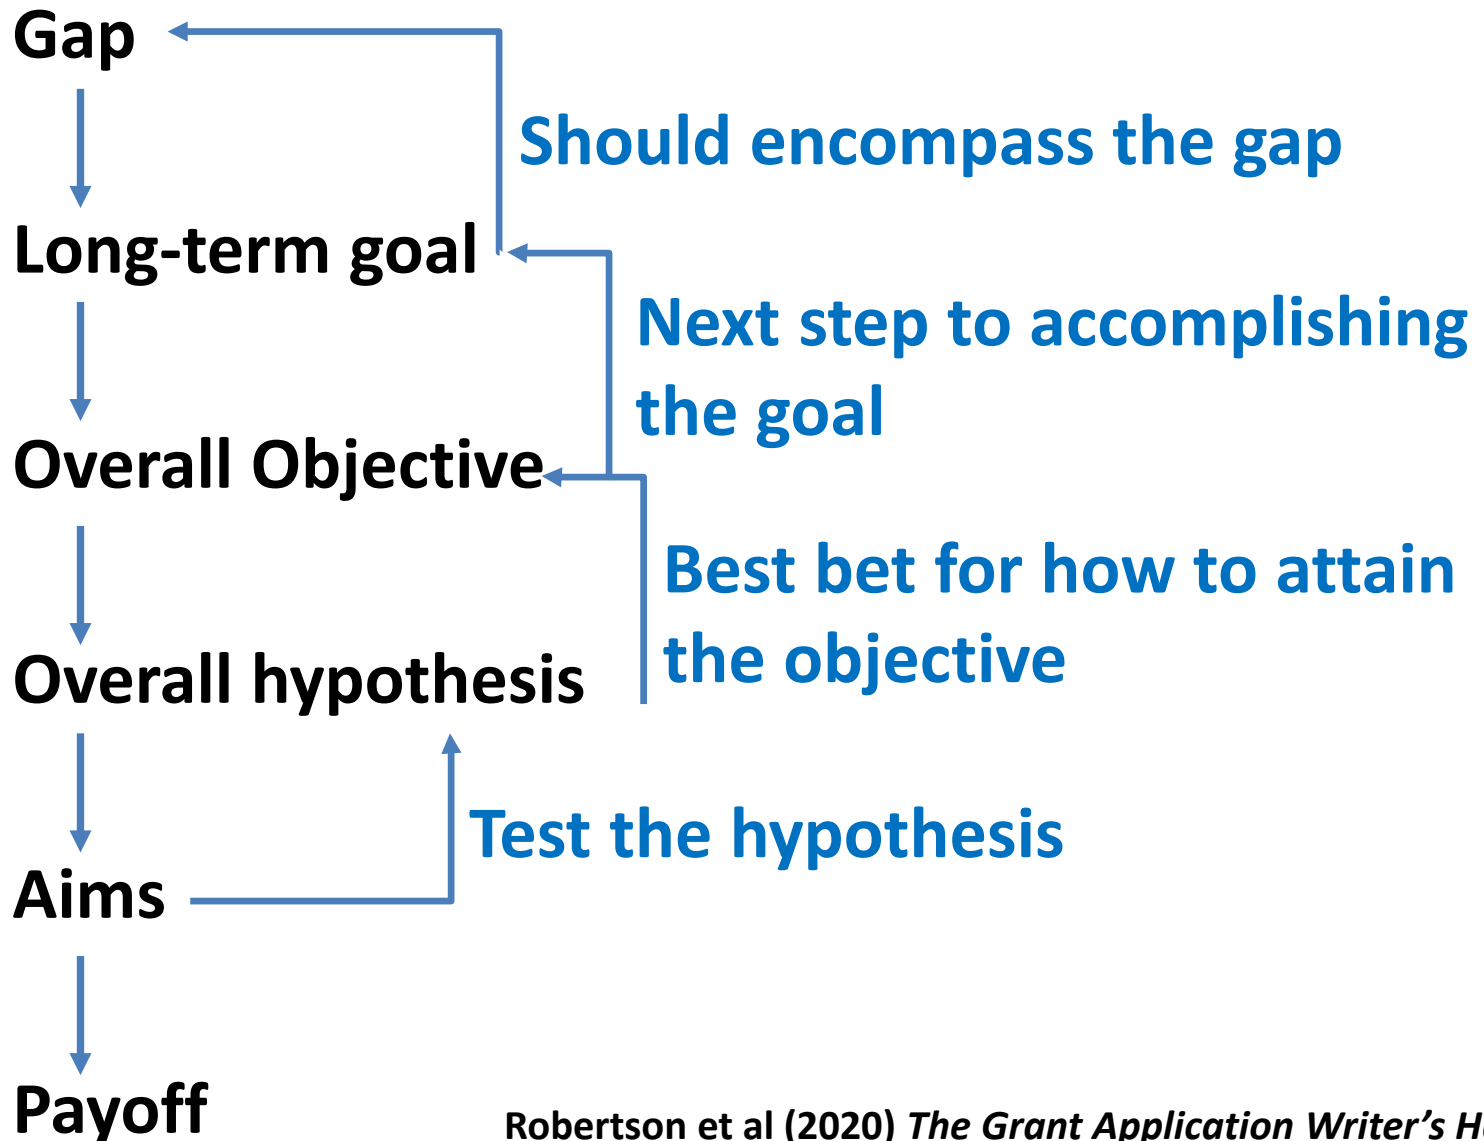 Gap
Should encompass the gap
Long-term goal
Next step to accomplishing
the goal
Overall Objective
Best bet for how to attain
the objective
Overall hypothesis
Test the hypothesis
Aims
Payoff
Robertson et al (2020) The Grant Application Writer’s